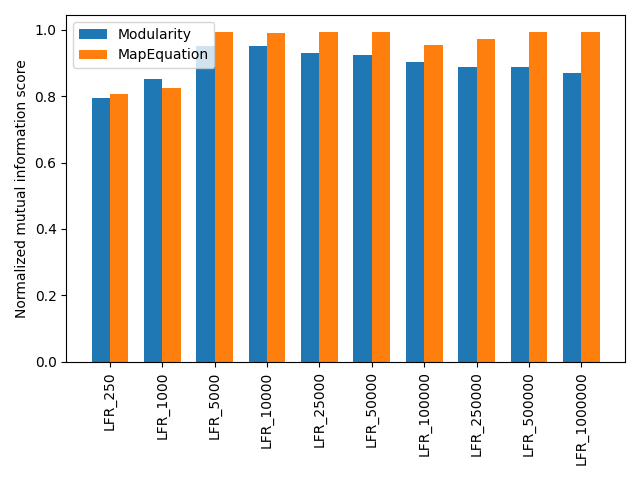 Modularity
MapEquation
Normalized mutual information score
1.0
0.8
0.6
0.4
0.2
0.0
LFR_250
LFR_1000
LFR_5000
LFR_10000
LFR_25000
LFR_50000
LFR_100000
LFR_250000
LFR_500000
LFR_1000000